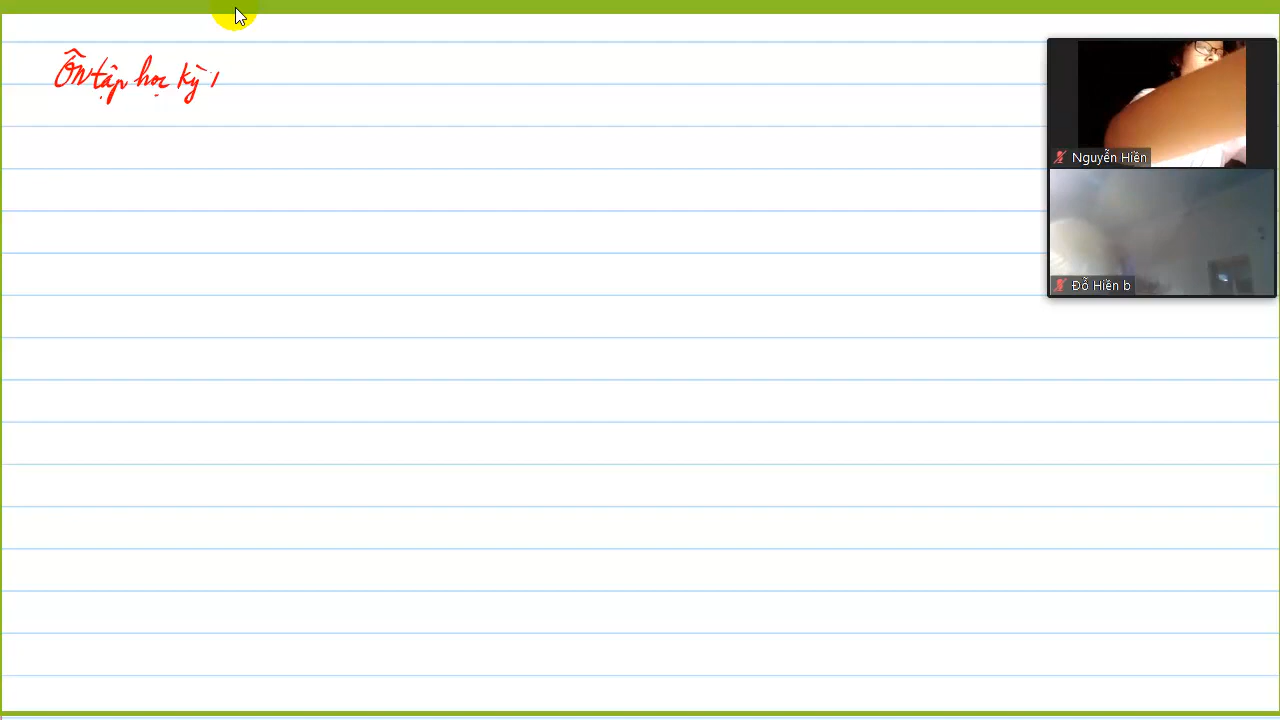 Ôn tập học kỳ 1
Nguyễn Hiền
Đỗ Hiền b